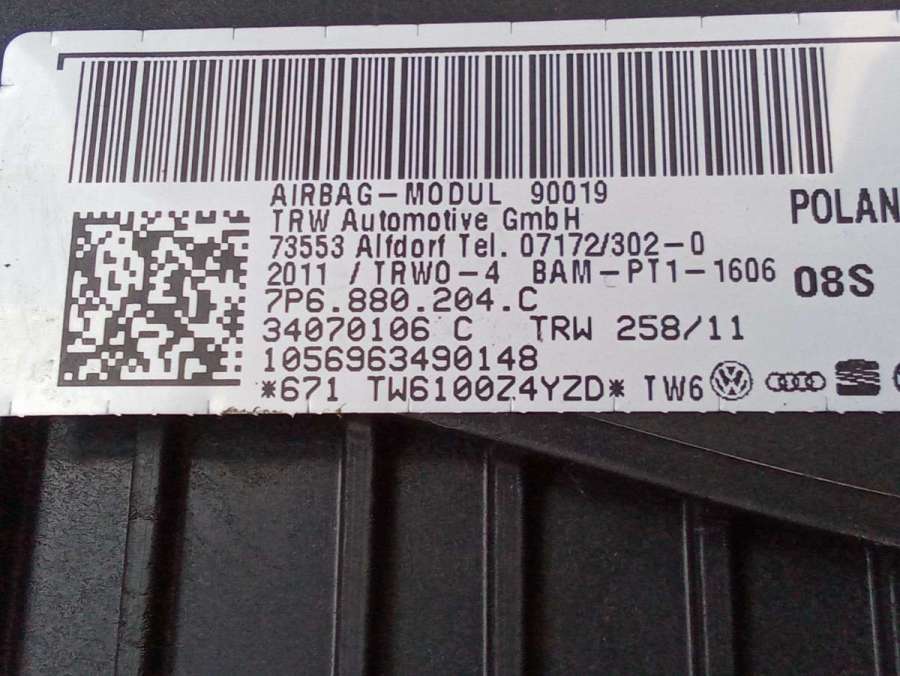 AIRBAG-MODUL 90019
TRW Automotive GmbH
73553 Alfdorf Tel. 07172/302-0
2011 / TRWO-4 BAM-PT1-1606
7P6.880.204.C
34070106 C TRW 258/11
1056963490148
*671 TW6100Z4YZD* TW6
POLAN
08S